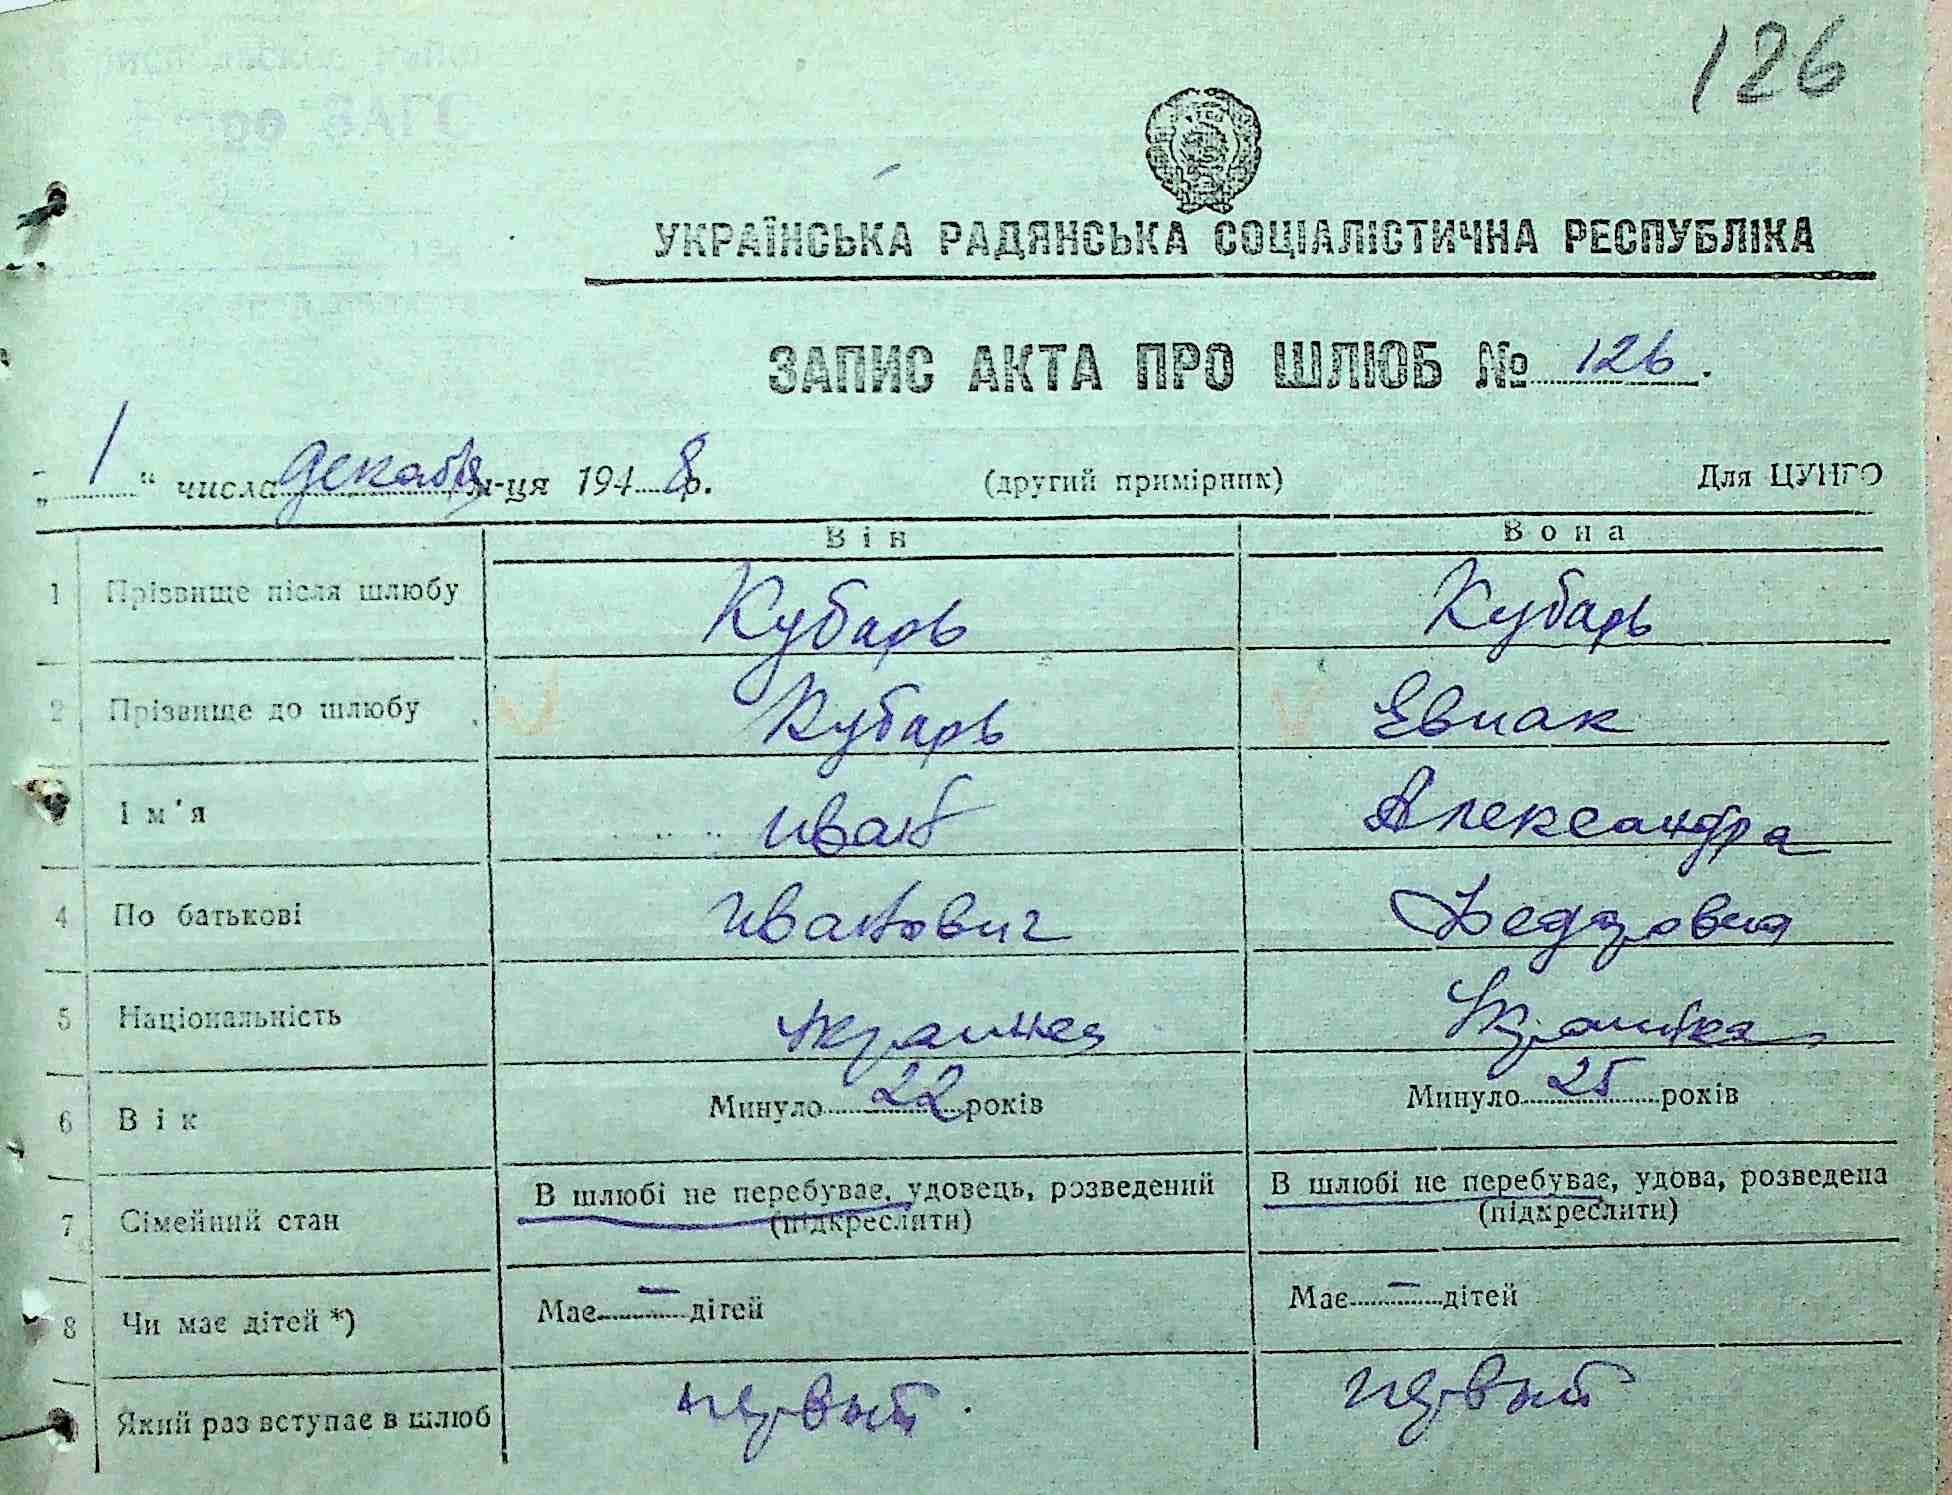 126
УКРАЇНСЬКА РАДЯНСЬКА СОЦІАЛІСТИЧНА РЕСПУБЛІКА
ЗАПИС АКТА ПРО ШЛЮБ № 126.
„1“ числа декабря м-ця 1948р. (другий примірник) Для ЦУНГО
Він Вона
1 Прізвище після шлюбу Кубарь Кубарь
2 Прізвище до шлюбу Кубарь Евчак
Ім'я Иван Александра
4 По батькові Иванович Федоровна
5 Національність Украинец Украинка
6 Вік Минуло 22 років Минуло 25 років
7 Сімейний стан В шлюбі не перебуває, удовець, розведений В шлюбі не перебуває, удова, розведена
(підкреслити) (підкреслити)
8 Чи має дітей *) Має — дітей Має — дітей
Який раз вступає в шлюб первый. первый